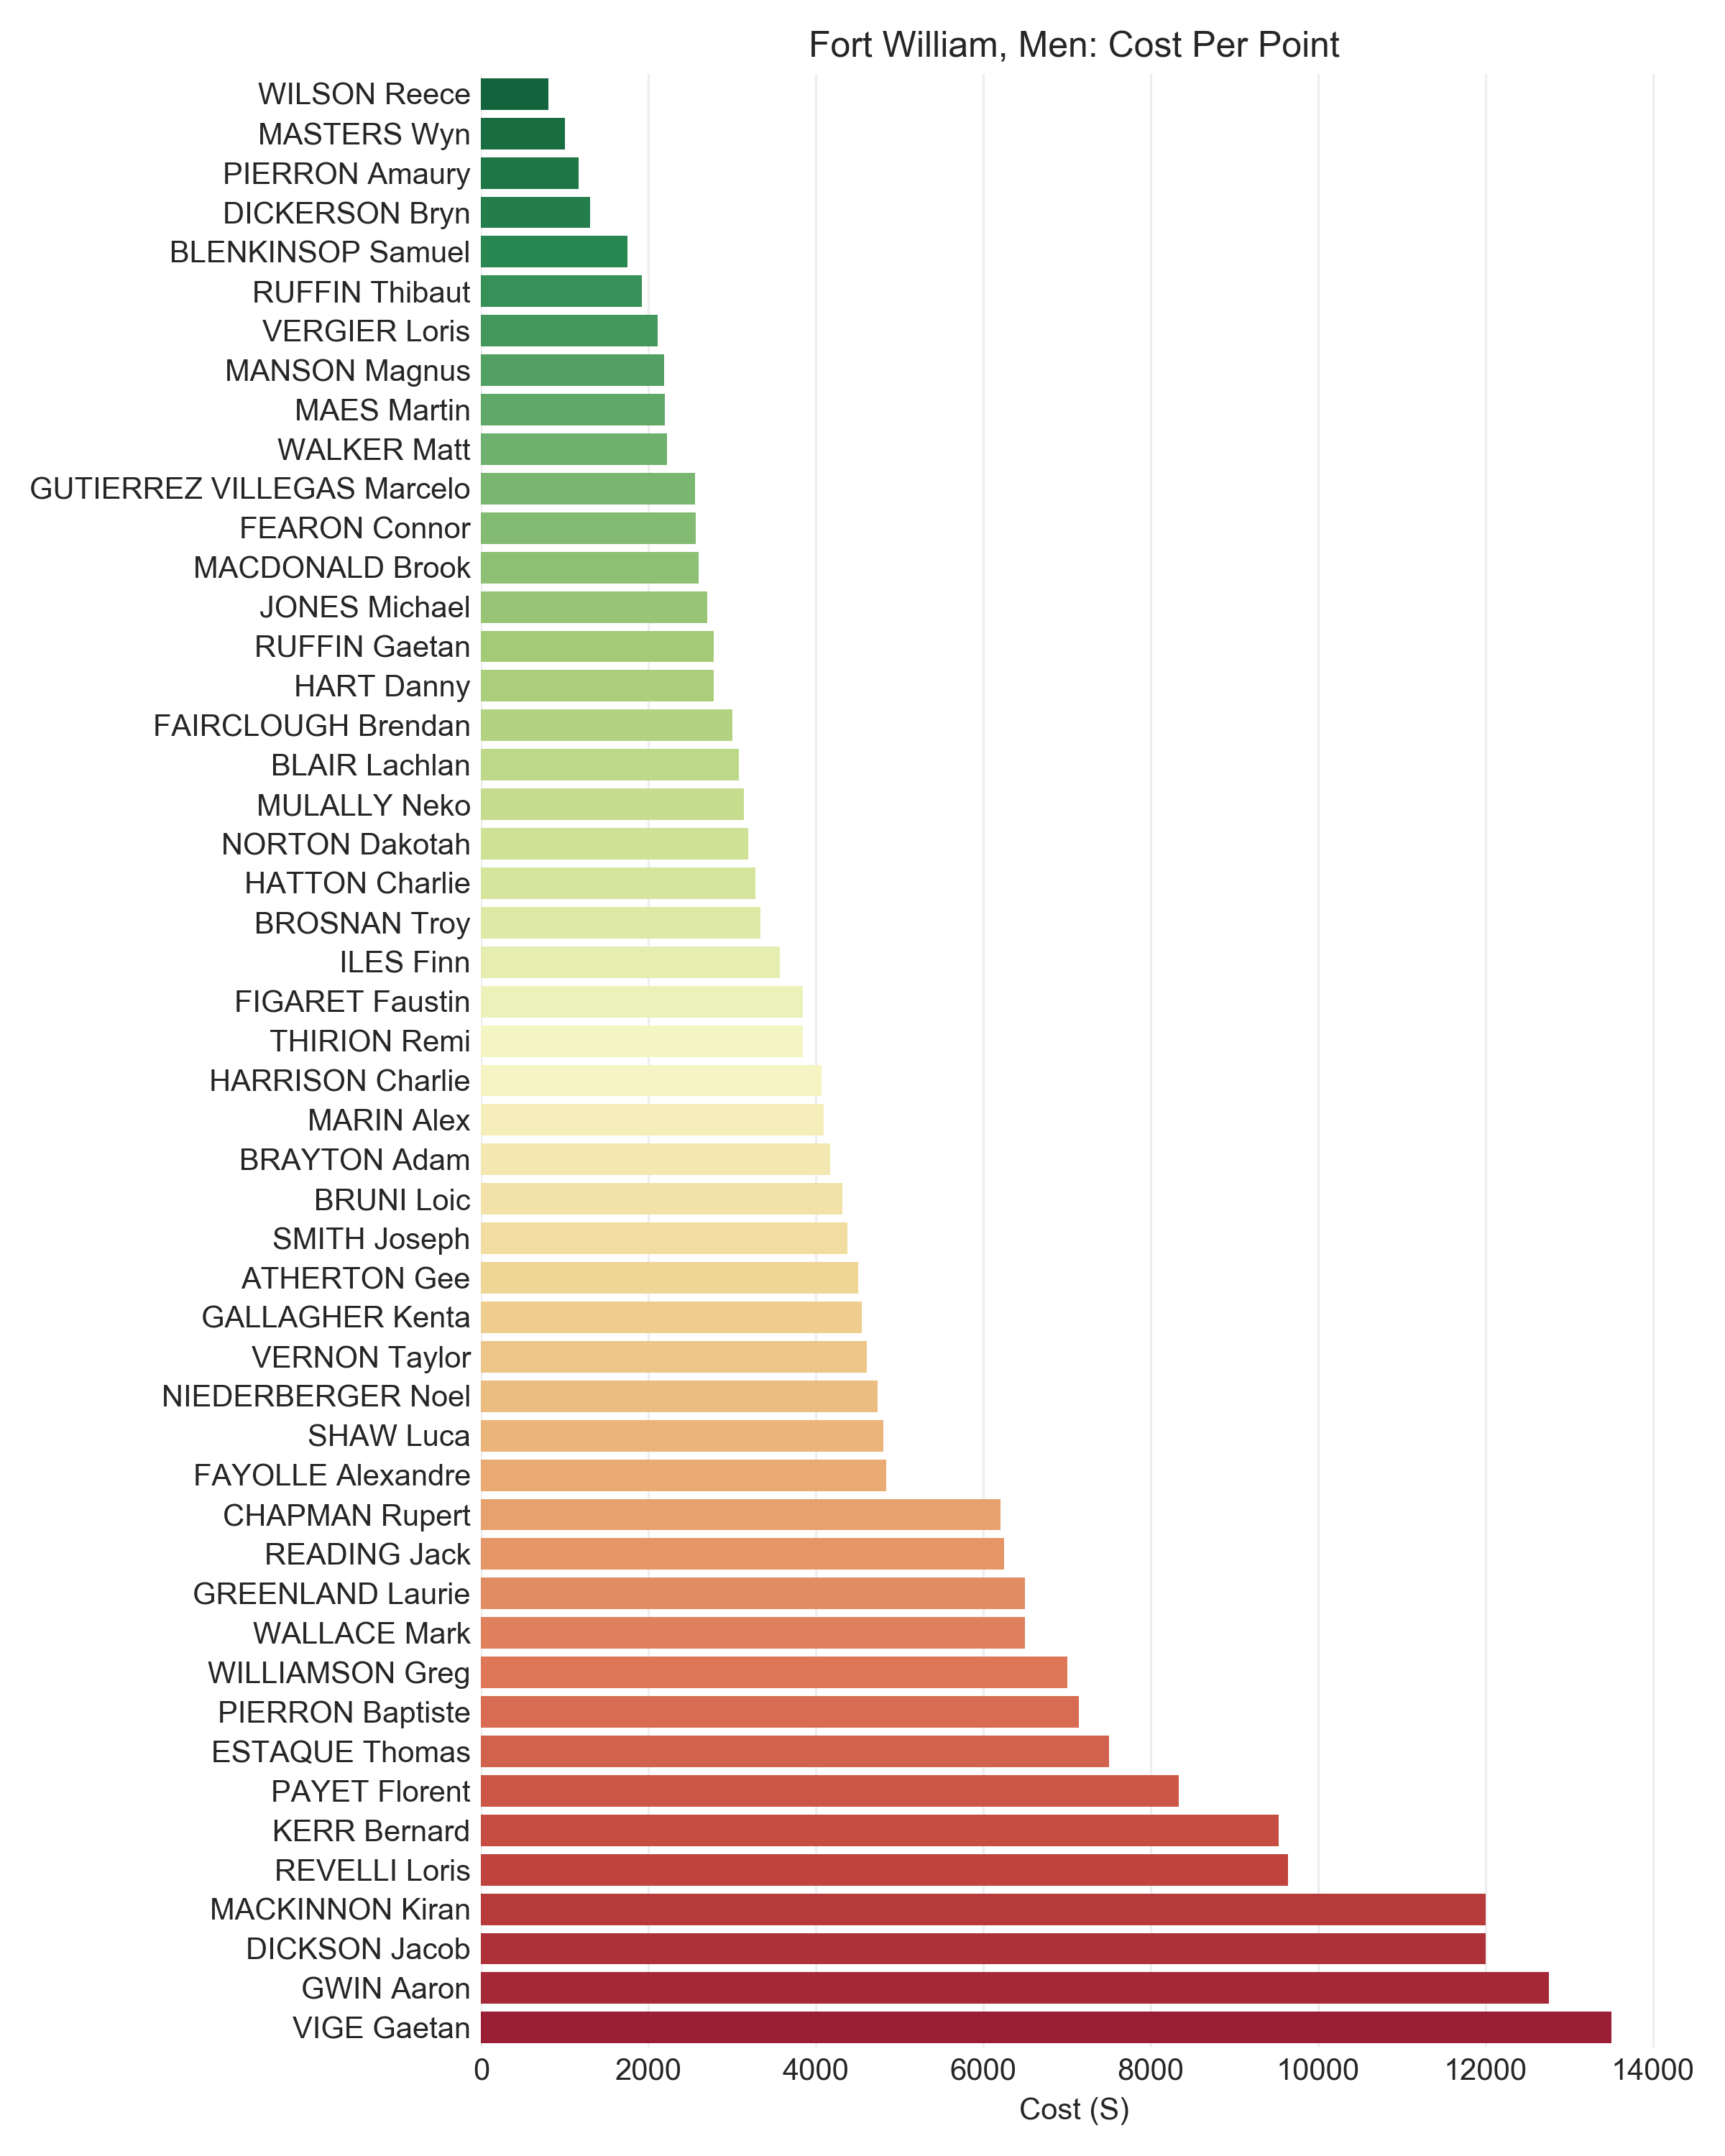 Fort William, Men: Cost Per Point
WILSON Reece
MASTERS Wyn
PIERRON Amaury
DICKERSON Bryn
BLENKINSOP Samuel
RUFFIN Thibaut
VERGIER Loris
MANSON Magnus
MAES Martin
WALKER Matt
GUTIERREZ VILLEGAS Marcelo
FEARON Connor
MACDONALD Brook
JONES Michael
RUFFIN Gaetan
HART Danny
FAIRCLOUGH Brendan
BLAIR Lachlan
MULALLY Neko
NORTON Dakotah
HATTON Charlie
BROSNAN Troy
ILES Finn
FIGARET Faustin
THIRION Remi
HARRISON Charlie
MARIN Alex
BRAYTON Adam
BRUNI Loic
SMITH Joseph
ATHERTON Gee
GALLAGHER Kenta
VERNON Taylor
NIEDERBERGER Noel
SHAW Luca
FAYOLLE Alexandre
CHAPMAN Rupert
READING Jack
GREENLAND Laurie
WALLACE Mark
WILLIAMSON Greg
PIERRON Baptiste
ESTAQUE Thomas
PAYET Florent
KERR Bernard
REVELLI Loris
MACKINNON Kiran
DICKSON Jacob
GWIN Aaron
VIGE Gaetan
0 2000 4000 6000 8000 10000 12000 14000
Cost (S)